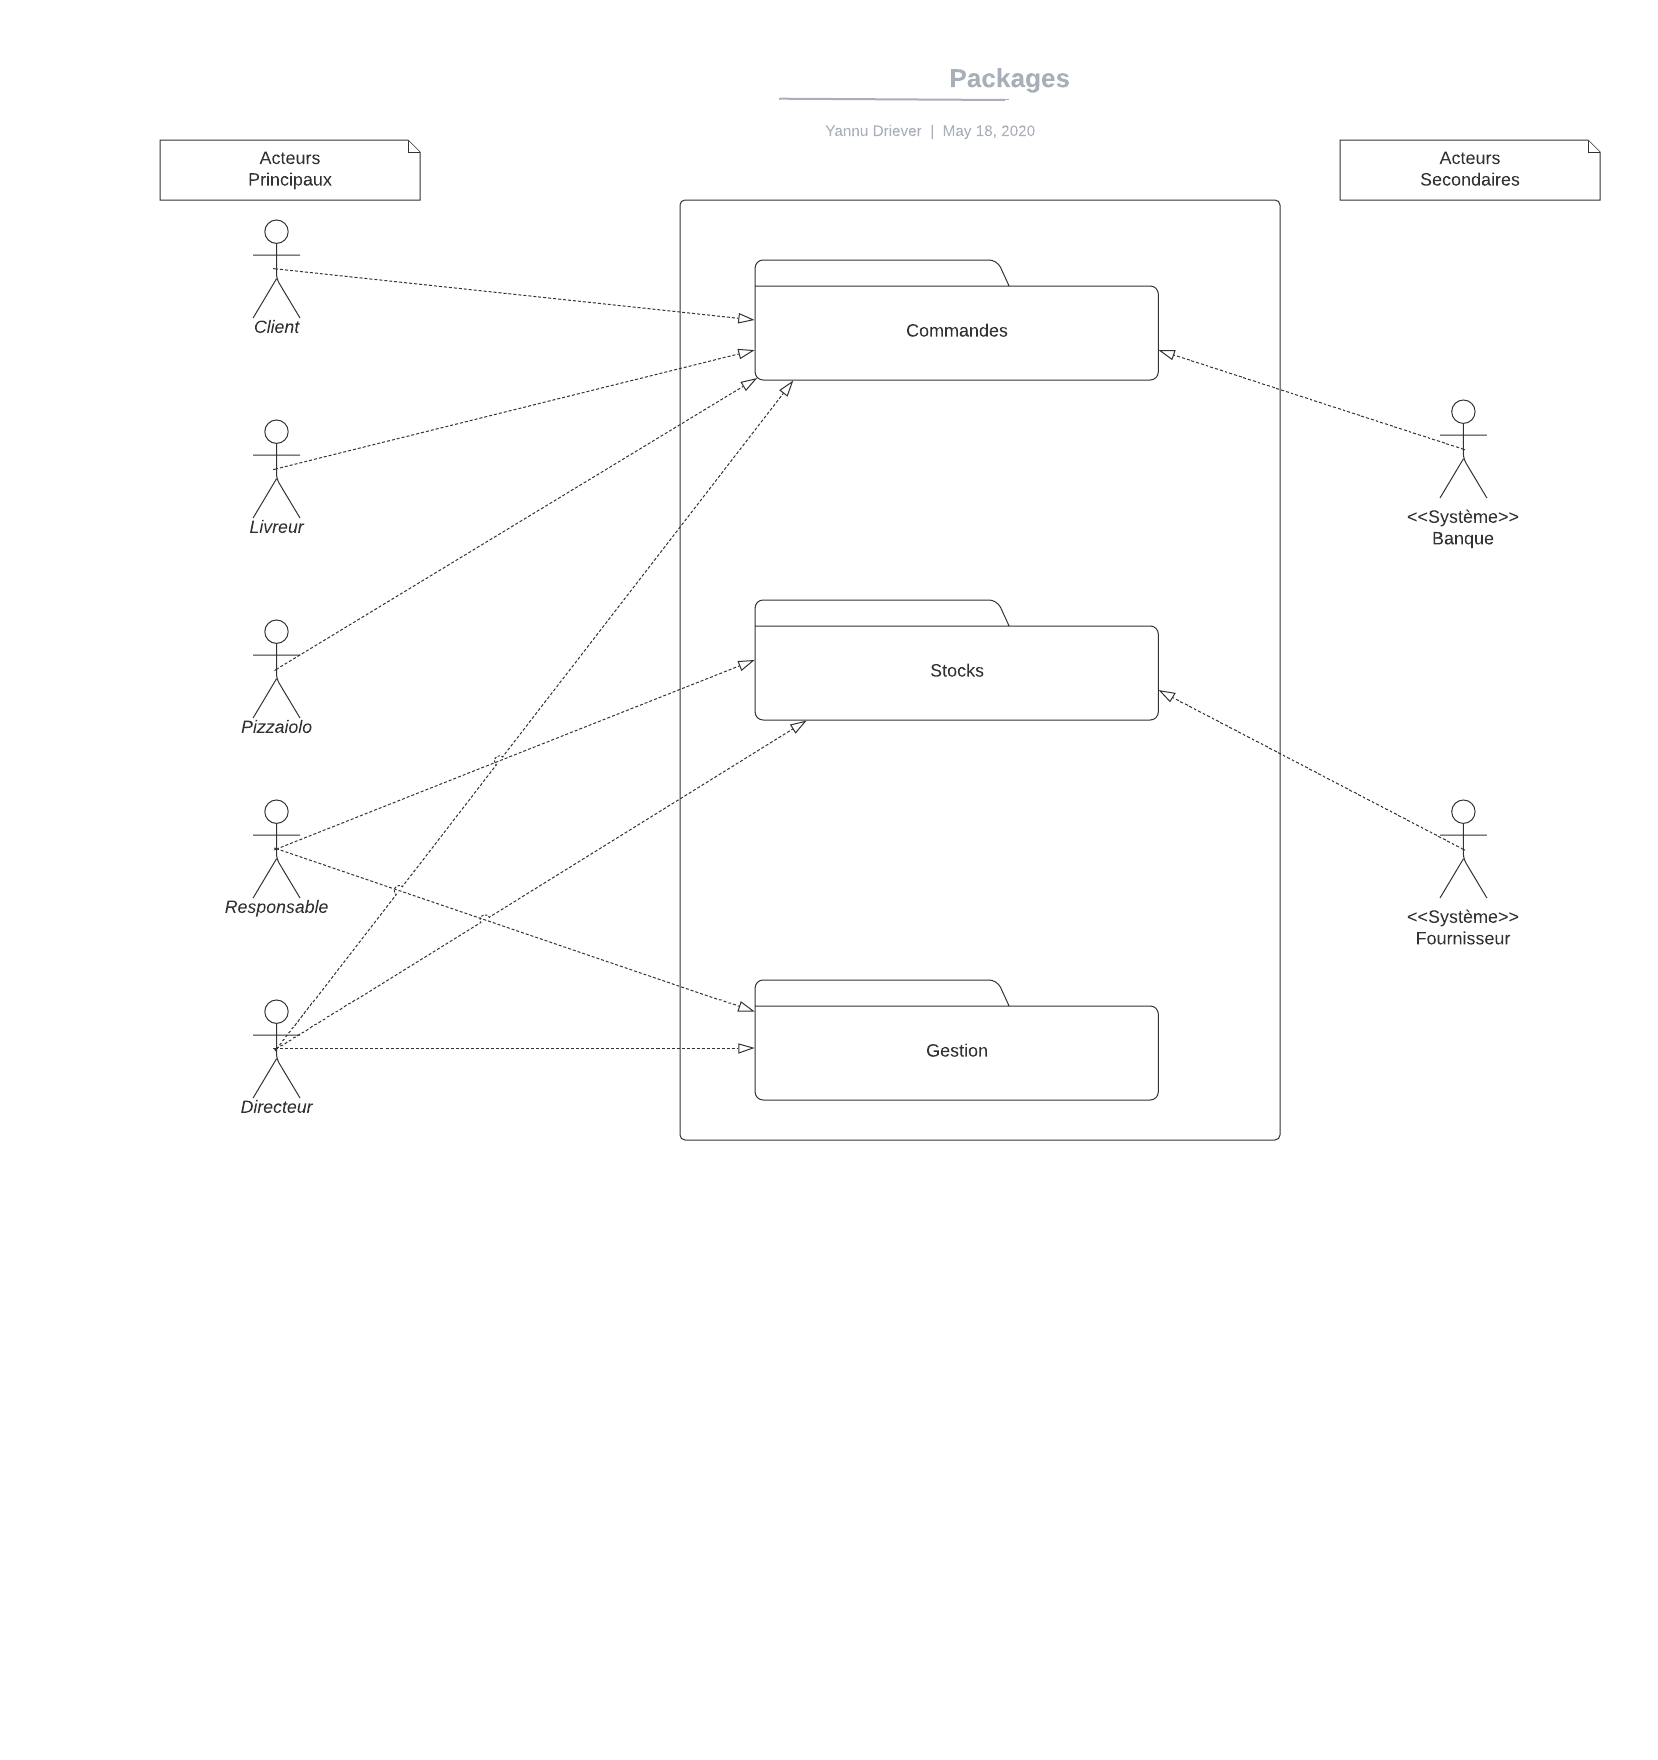 Packages
Yannu Driever | May 18, 2020
Acteurs
Principaux
Acteurs
Secondaires
Client
Commandes
Livreur
<<Système>>
Banque
Stocks
Pizzaiolo
Responsable
<<Système>>
Fournisseur
Gestion
Directeur